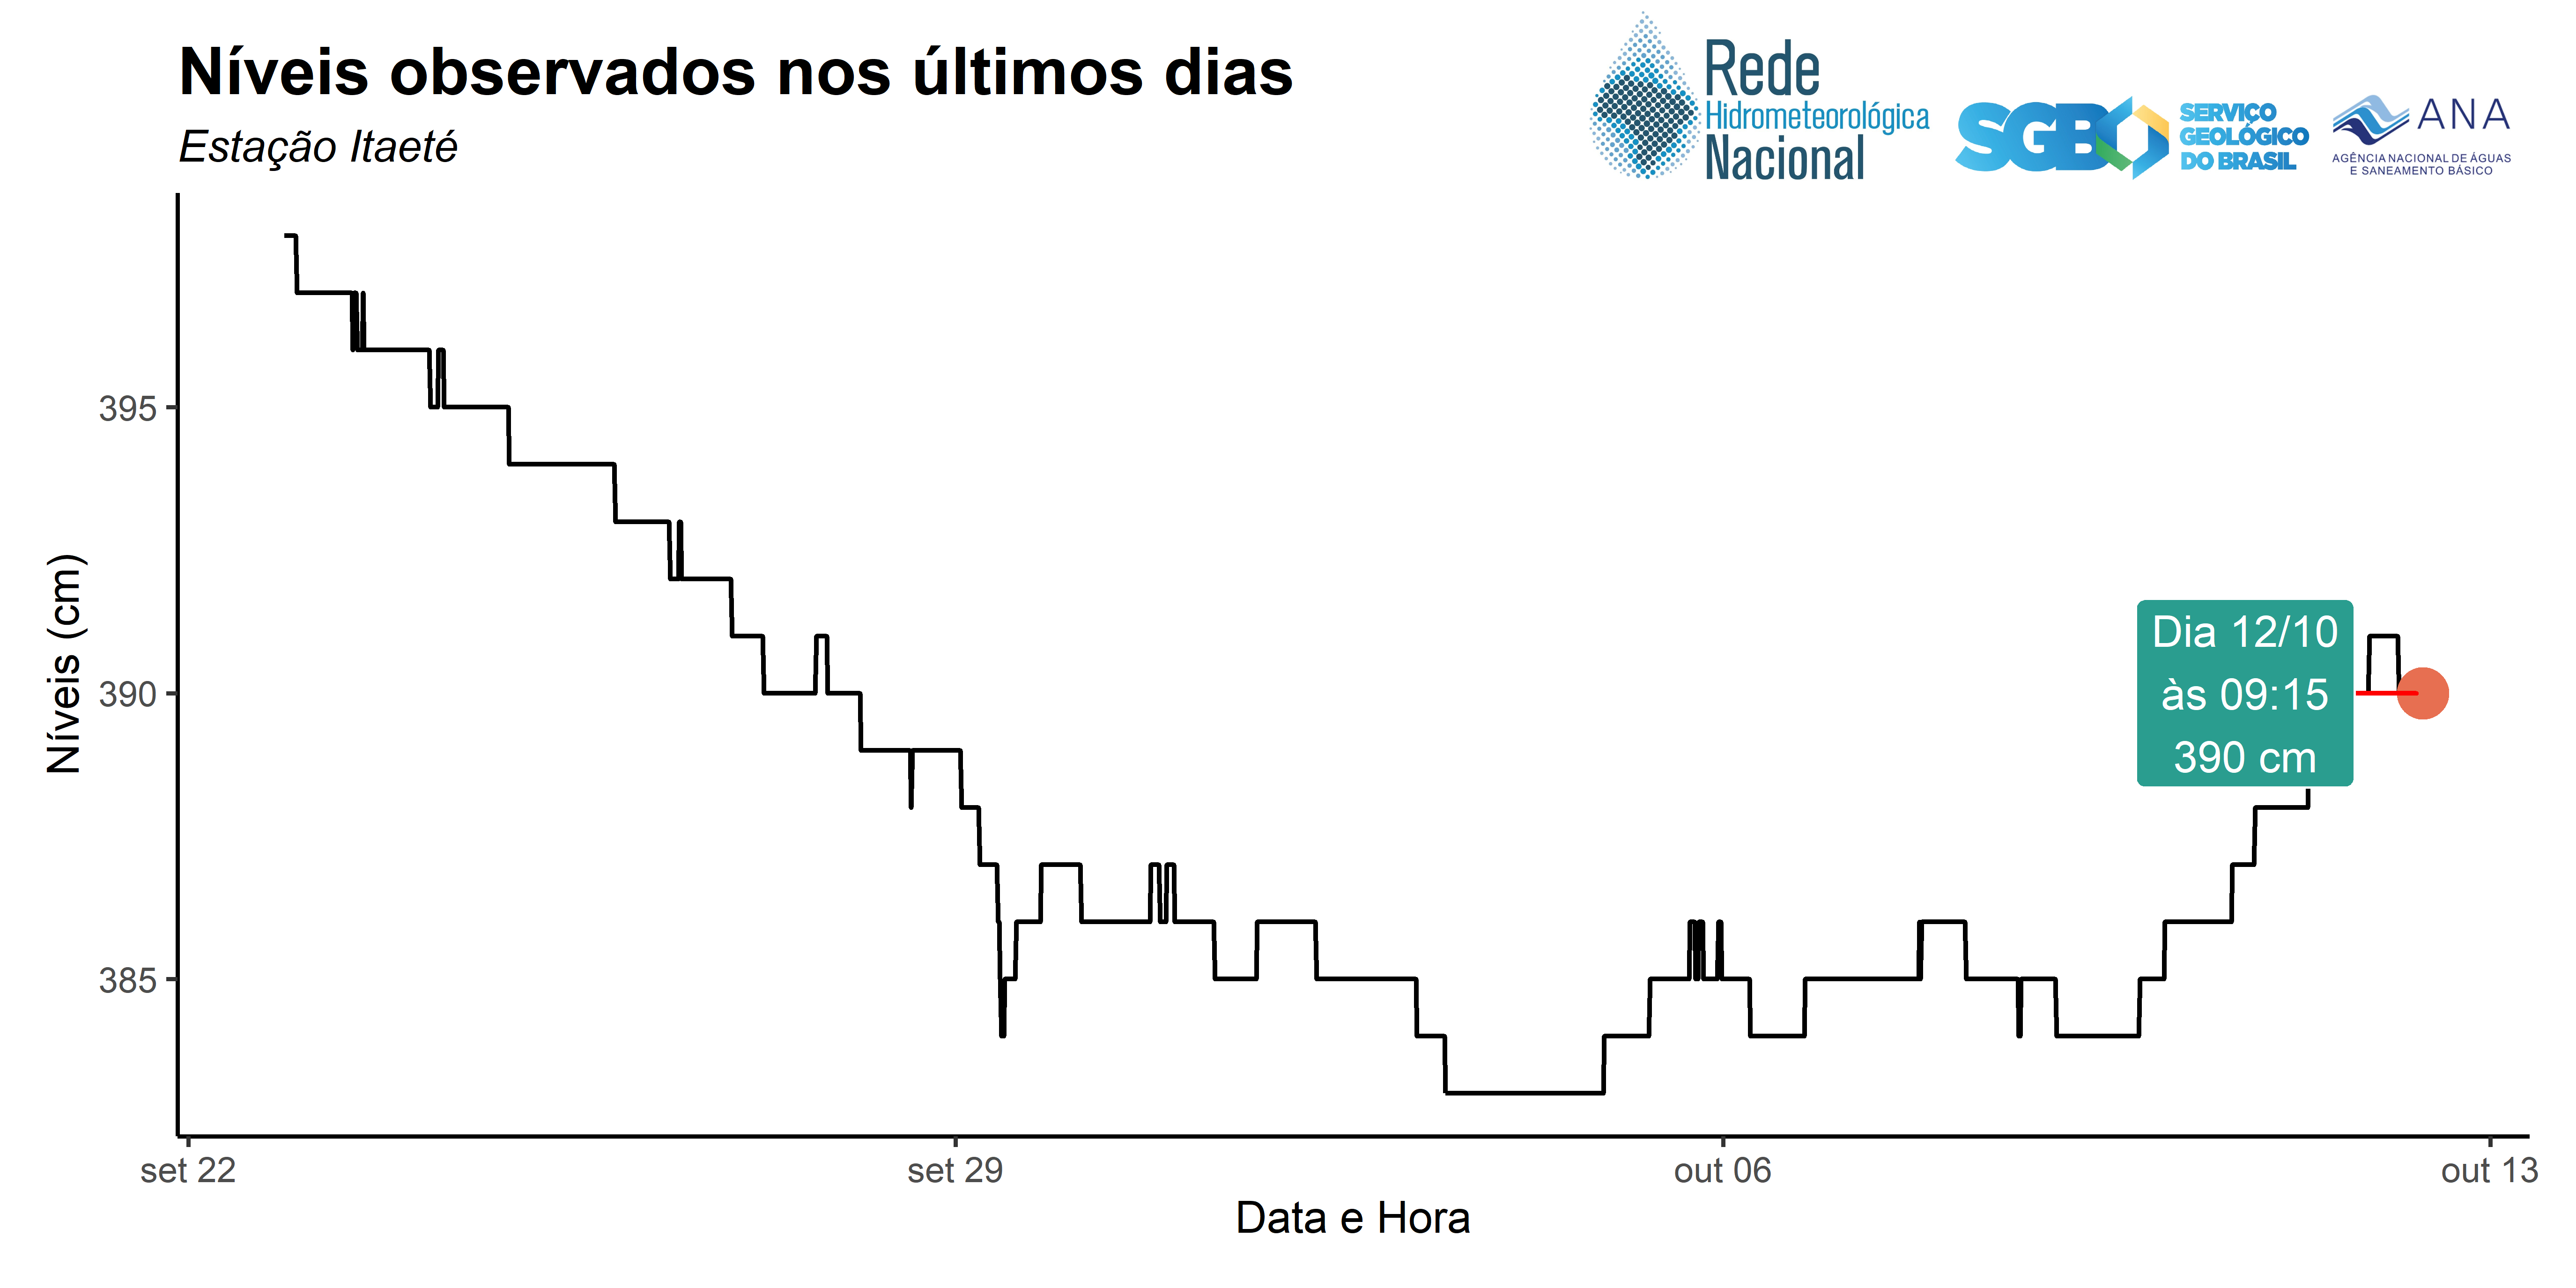 Níveis observados nos últimos dias
Estação Itaeté
Rede
Hidrometeorológica
Nacional
SGB
SERVIÇO
GEOLÓGICO
DO BRASIL
ANA
AGÊNCIA NACIONAL DE ÁGUAS
E SANEAMENTO BÁSICO
Níveis (cm)
395
390
385
Dia 12/10
às 09:15
390 cm
set 22
set 29
out 06
out 13
Data e Hora